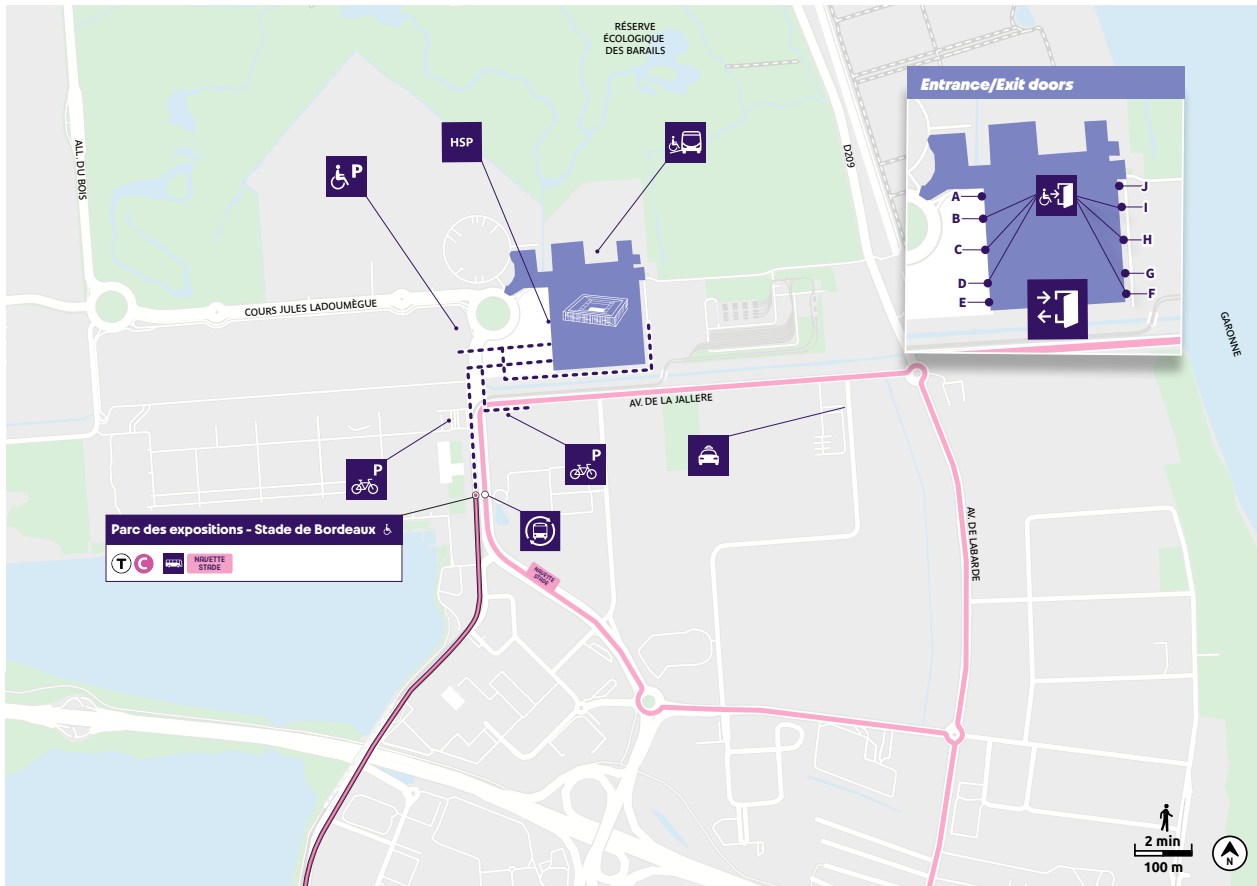 RÉSERVE
ÉCOLOGIQUE
DES BARAILS
Entrance/Exit doors
HSP
P
ALL. DU BOIS
D209
A
B
C
D
E
J
I
H
G
F
COURS JULES LADOUMÈGUE
GARONNE
AV. DE LA JALLERE
P
P
Parc des expositions - Stade de Bordeaux
T
C
NAVETTE
STADE
NAVETTE
STADE
AV. DE LABARDE
2 min
100 m
N